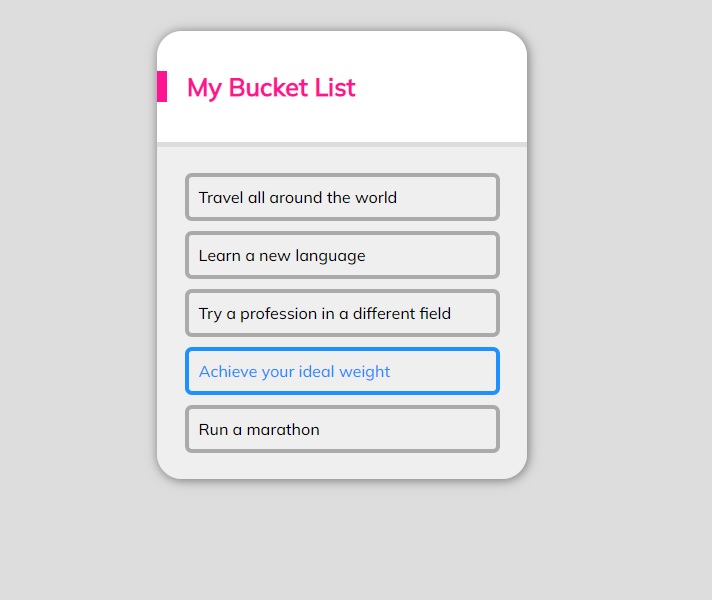 My Bucket List
Travel all around the world
Learn a new language
Try a profession in a different field
Achieve your ideal weight
Run a marathon